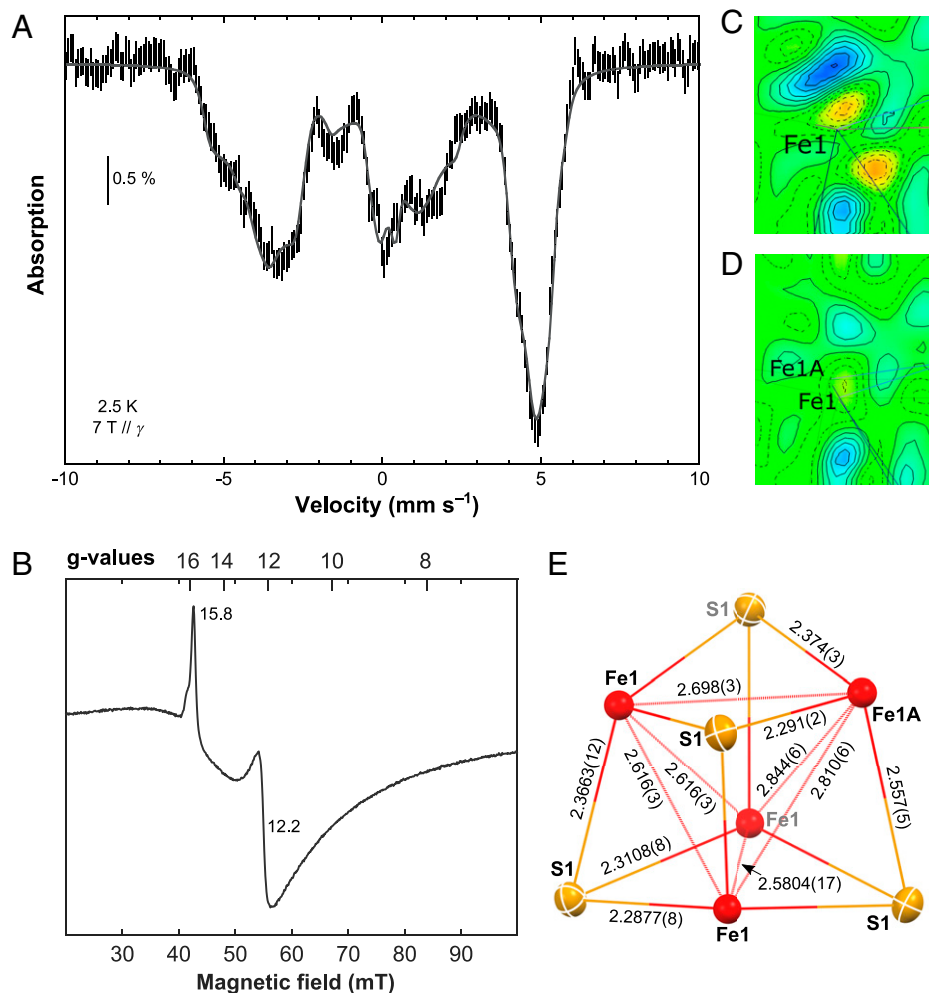 A
Absorption
0.5 %
2.5 K
7 T // γ
-10
-5
0
5
10
Velocity (mm s⁻¹)
C
Fe1
D
Fe1A
Fe1
B
g-values
16
14
12
10
8
15.8
12.2
30
40
50
60
70
80
90
Magnetic field (mT)
E
S1
2.374(3)
Fe1
2.698(3)
Fe1A
S1
2.291(2)
2.3663(12)
2.616(3)
2.616(3)
2.844(6)
2.810(6)
2.557(5)
Fe1
2.3108(8)
S1
2.5804(17)
2.2877(8)
Fe1
S1